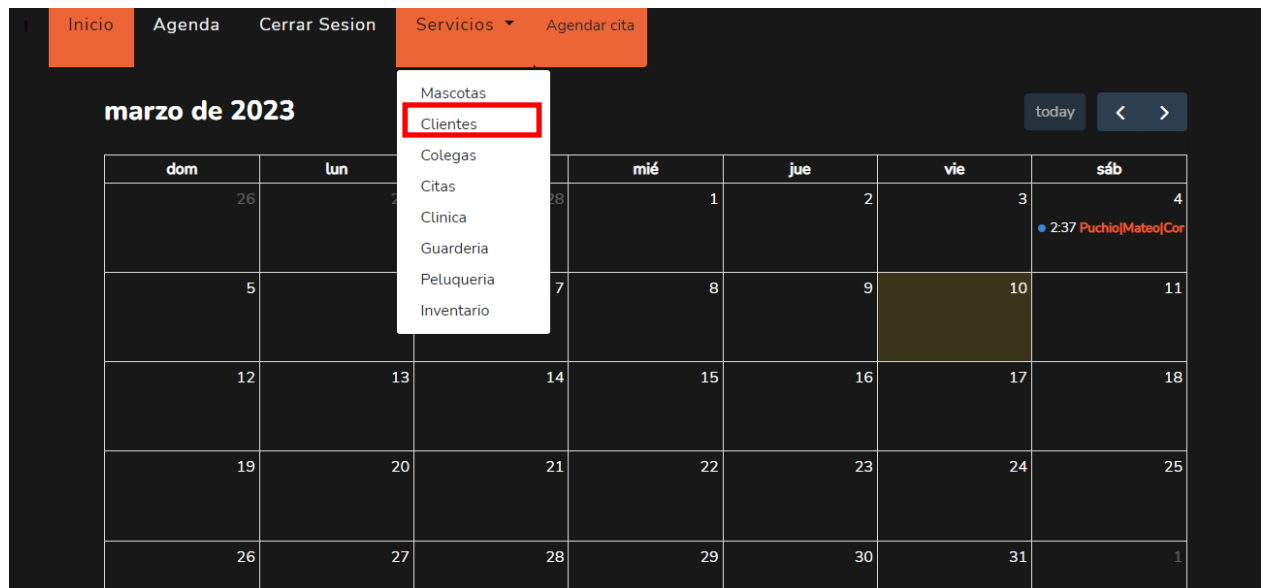 Inicio Agenda Cerrar Sesion Servicios Agendar cita
Mascotas
Clientes
Colegas
Citas
Clinica
Guarderia
Peluqueria
Inventario
marzo de 2023 today
dom lun mié jue vie sáb
26 2 28 1 2 3 4
2:37 Puchio|Mateo|Cor
5 7 8 9 10 11
12 13 14 15 16 17 18
19 20 21 22 23 24 25
26 27 28 29 30 31 1